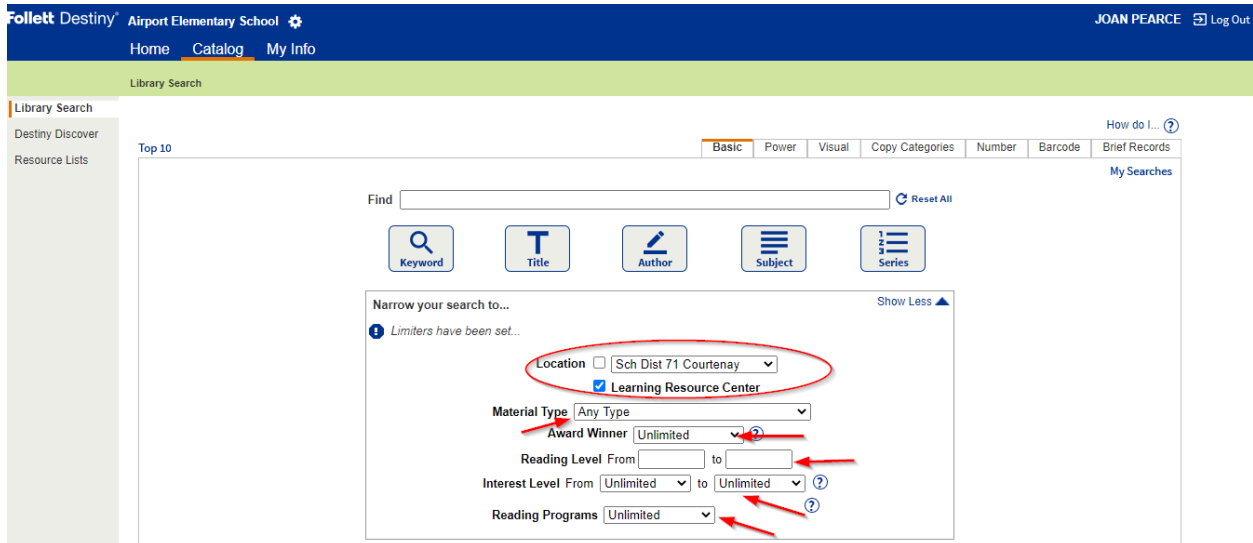 Follett Destiny® Airport Elementary School JOAN PEARCE Log Out
Home Catalog My Info
Library Search
Library Search
Destiny Discover
Resource Lists
How do I... ?
Top 10 Basic Power Visual Copy Categories Number Barcode Brief Records
My Searches
Find Reset All
Keyword Title Author Subject Series
Narrow your search to... Show Less
Limiters have been set...
Location Sch Dist 71 Courtenay
Learning Resource Center
Material Type Any Type
Award Winner Unlimited ?
Reading Level From to
Interest Level From Unlimited to Unlimited ?
?
Reading Programs Unlimited